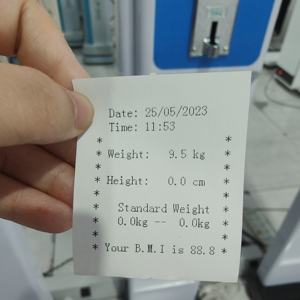 Date: 25/05/2023
Time: 11:53
* *
* Weight: 9.5 kg *
* *
* Height: 0.0 cm *
* *
* Standard Weight *
* 0.0kg -- 0.0kg *
* *
* Your B.M.I is 88.8 *